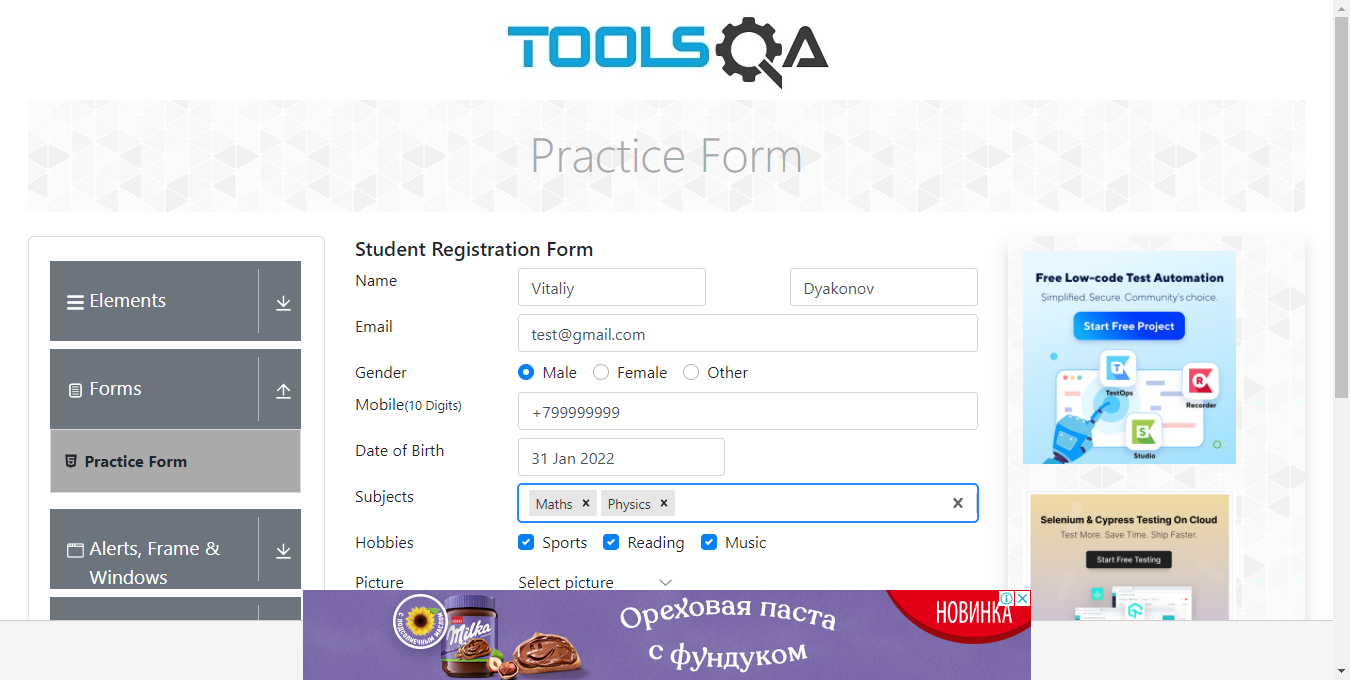 TOOLSQA
Practice Form
Elements
Forms
Practice Form
Alerts, Frame &
Windows
Student Registration Form
Name Vitaliy Dyakonov
Email test@gmail.com
Gender Male Female Other
Mobile(10 Digits) +799999999
Date of Birth 31 Jan 2022
Subjects Maths Physics
Hobbies Sports Reading Music
Picture Select picture
Free Low-code Test Automation
Simplified. Secure. Community's choice.
Start Free Project
TestOps
Recorder
Studio
Selenium & Cypress Testing On Cloud
Test More. Save Time. Ship Faster.
Start Free Testing
С ПОДСОЛНЕЧНЫМ МАСЛОМ
Milka
Ореховая паста
с фундуком
НОВИНКА